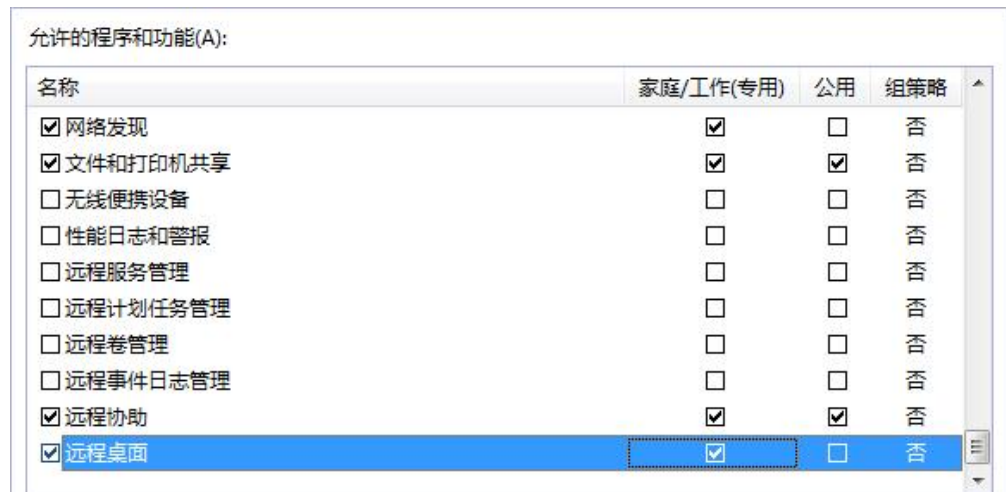 允许的程序和功能(A):
名称 家庭/工作(专用) 公用 组策略
网络发现 否
文件和打印机共享 否
无线便携设备 否
性能日志和警报 否
远程服务管理 否
远程计划任务管理 否
远程卷管理 否
远程事件日志管理 否
远程协助 否
远程桌面 否